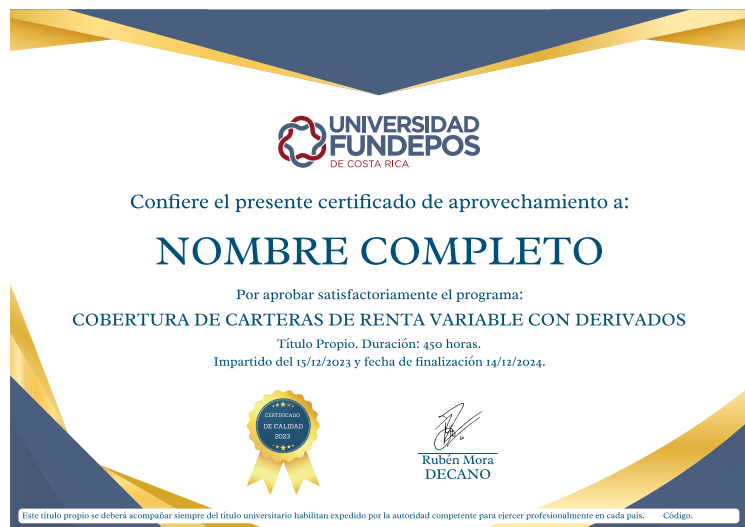 UNIVERSIDAD
FUNDEPOS
DE COSTA RICA
Confiere el presente certificado de aprovechamiento a:
NOMBRE COMPLETO
Por aprobar satisfactoriamente el programa:
COBERTURA DE CARTERAS DE RENTA VARIABLE CON DERIVADOS
Título Propio. Duración: 450 horas.
Impartido del 15/12/2023 y fecha de finalización 14/12/2024.
CERTIFICADO
DE CALIDAD
2023
Rubén Mora
DECANO
Este título propio se deberá acompañar siempre del título universitario habilitan expedido por la autoridad competente para ejercer profesionalmente en cada país. Código.